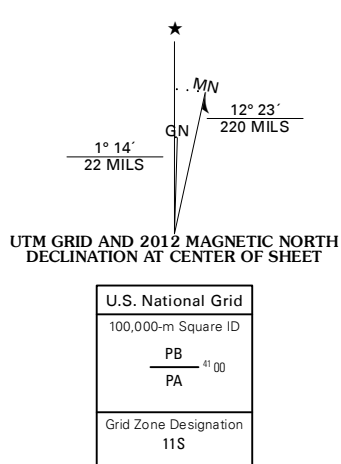 MN
GN
12° 23´
220 MILS
1° 14´
22 MILS
UTM GRID AND 2012 MAGNETIC NORTH
DECLINATION AT CENTER OF SHEET
U.S. National Grid
100,000-m Square ID
PB
41 00
PA
Grid Zone Designation
11S